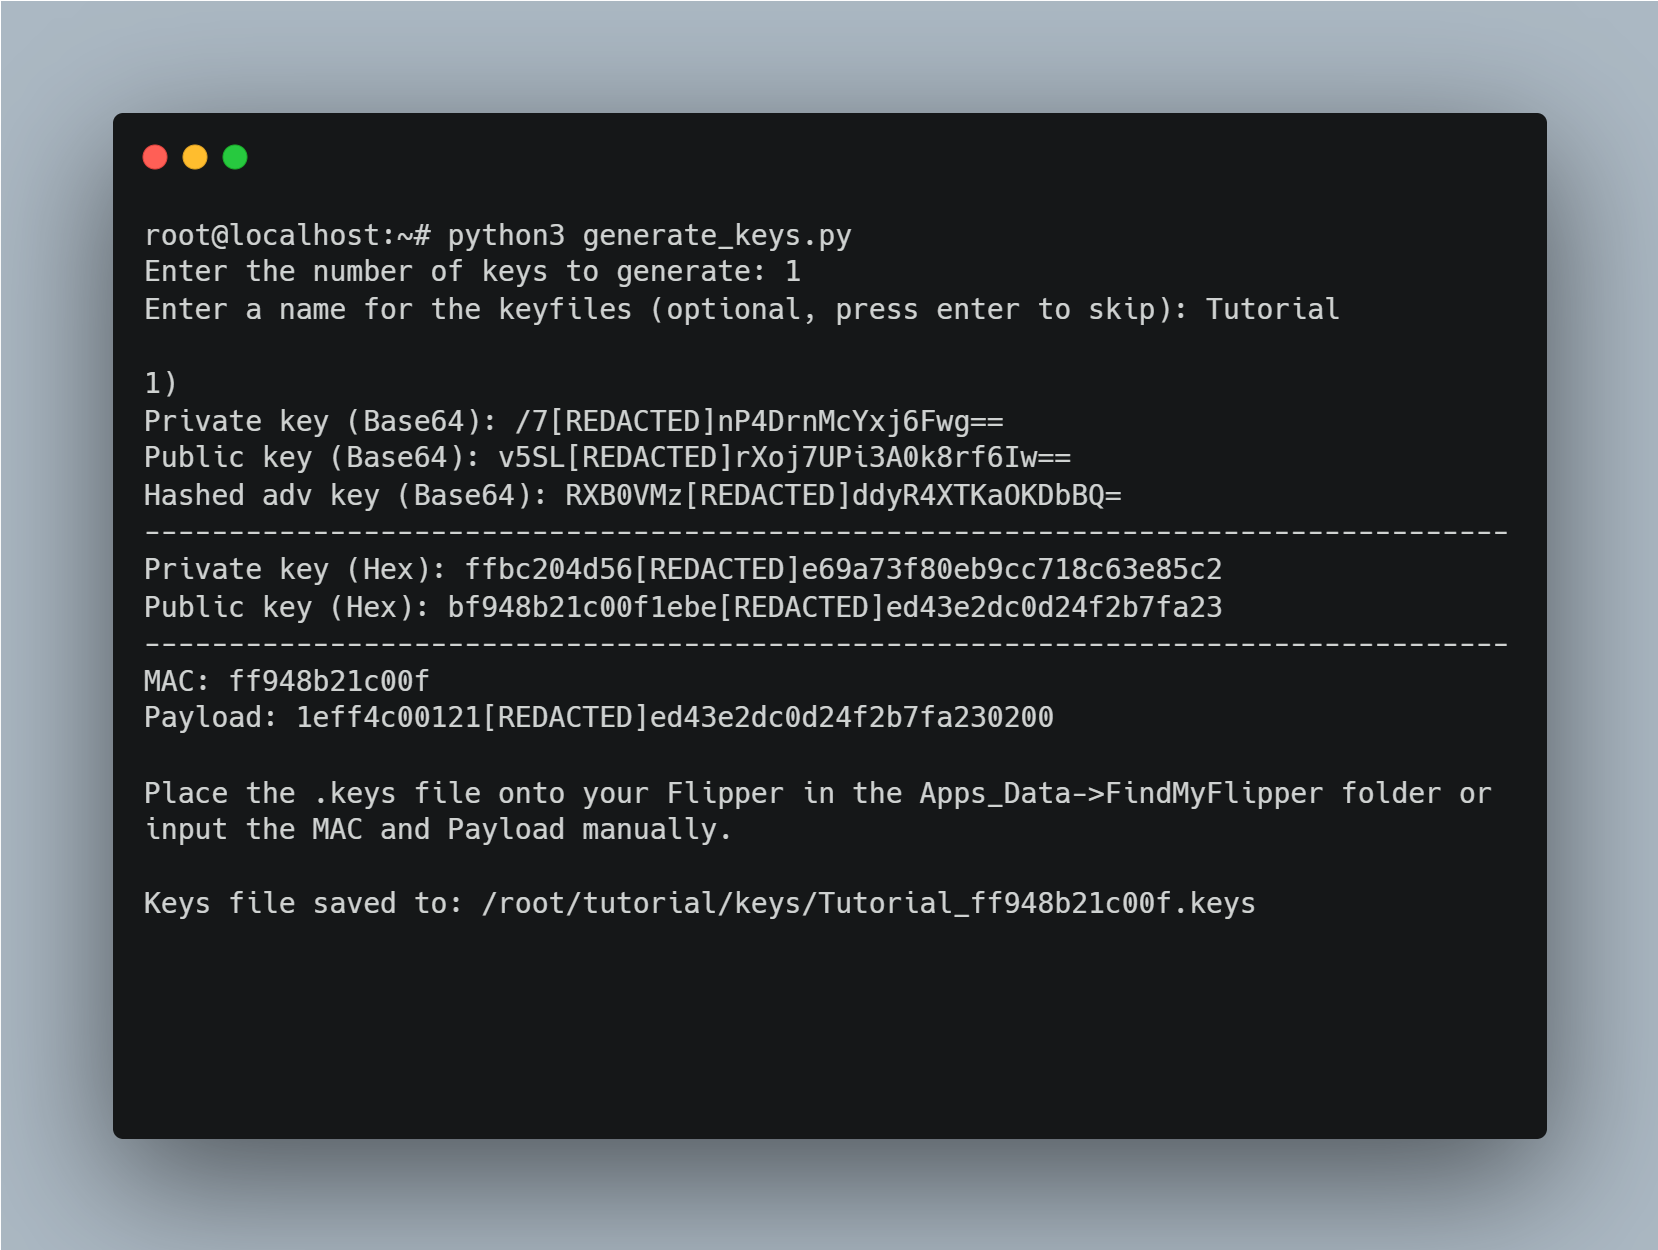 root@localhost:~# python3 generate_keys.py
Enter the number of keys to generate: 1
Enter a name for the keyfiles (optional, press enter to skip): Tutorial
1)
Private key (Base64): /7[REDACTED]nP4DrnMcYxj6Fwg==
Public key (Base64): v5SL[REDACTED]rXoj7UPi3A0k8rf6Iw==
Hashed adv key (Base64): RXB0VMz[REDACTED]ddyR4XTKaOKDbBQ=
---------------------------------------------------------------------------------
Private key (Hex): ffbc204d56[REDACTED]e69a73f80eb9cc718c63e85c2
Public key (Hex): bf948b21c00f1ebe[REDACTED]ed43e2dc0d24f2b7fa23
---------------------------------------------------------------------------------
MAC: ff948b21c00f
Payload: 1eff4c00121[REDACTED]ed43e2dc0d24f2b7fa230200
Place the .keys file onto your Flipper in the Apps_Data->FindMyFlipper folder or
input the MAC and Payload manually.
Keys file saved to: /root/tutorial/keys/Tutorial_ff948b21c00f.keys